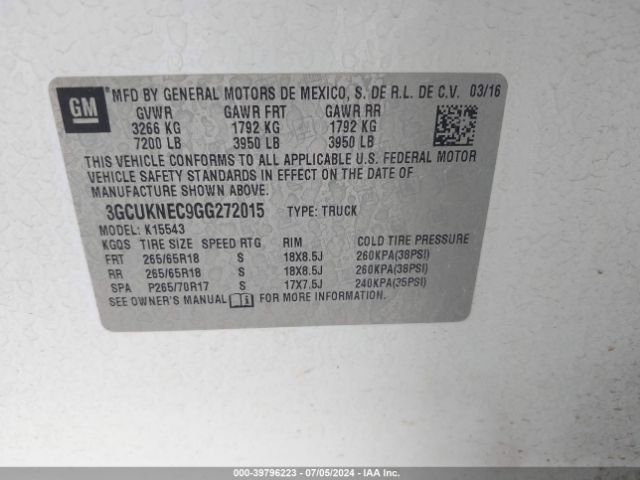 GM
MFD BY GENERAL MOTORS DE MEXICO, S. DE R.L. DE C.V. 03/16
GVWR GAWR FRT GAWR RR
3266 KG 1792 KG 1792 KG
7200 LB 3950 LB 3950 LB
THIS VEHICLE CONFORMS TO ALL APPLICABLE U.S. FEDERAL MOTOR
VEHICLE SAFETY STANDARDS IN EFFECT ON THE DATE OF
MANUFACTURE SHOWN ABOVE.
3GCUKNEC9GG272015 TYPE: TRUCK
MODEL: K15543
KGQS TIRE SIZE SPEED RTG RIM COLD TIRE PRESSURE
FRT 265/65R18 S 18X8.5J 260KPA(38PSI)
RR 265/65R18 S 18X8.5J 260KPA(38PSI)
SPA P265/70R17 S 17X7.5J 240KPA(35PSI)
SEE OWNER'S MANUAL FOR MORE INFORMATION.
000-39796223 - 07/05/2024 - IAA Inc.